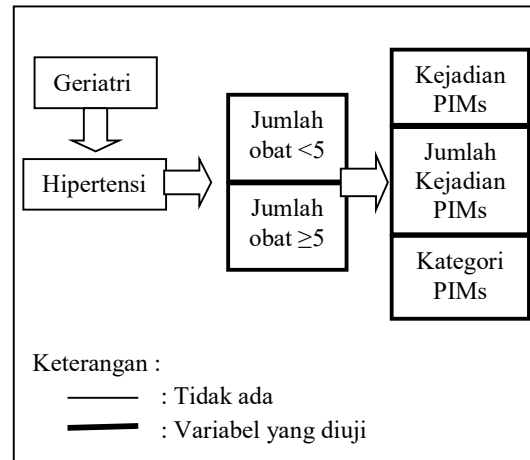 Geriatri
Hipertensi
Jumlah
obat <5
Jumlah
obat ≥5
Kejadian
PIMs
Jumlah
Kejadian
PIMs
Kategori
PIMs
Keterangan :
: Tidak ada
: Variabel yang diuji